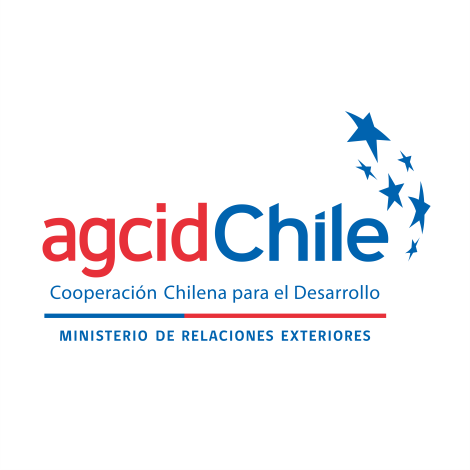 agcidChile
Cooperación Chilena para el Desarrollo
MINISTERIO DE RELACIONES EXTERIORES